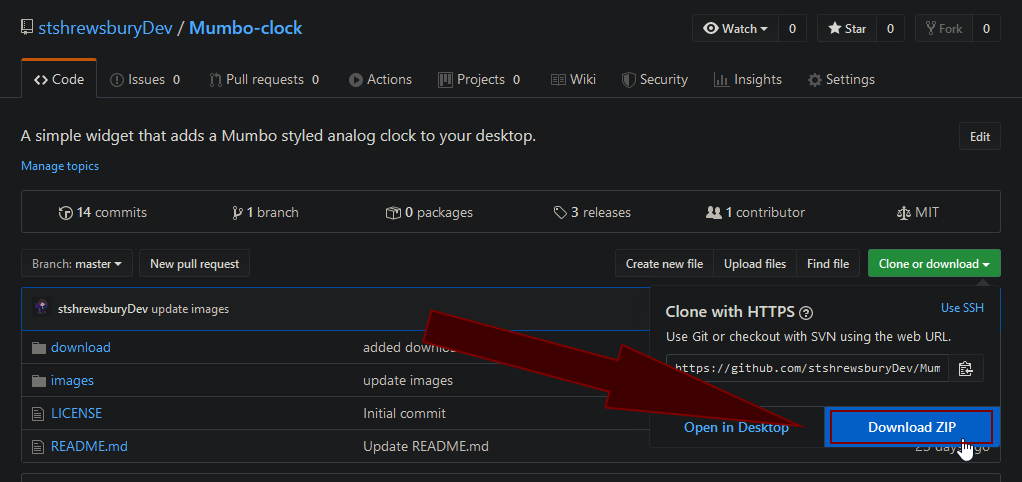 stshrewsburyDev / Mumbo-clock
Watch 0
Star 0
Fork 0
Code
Issues 0
Pull requests 0
Actions
Projects 0
Wiki
Security
Insights
Settings
A simple widget that adds a Mumbo styled analog clock to your desktop.
Edit
Manage topics
14 commits
1 branch
0 packages
3 releases
1 contributor
MIT
Branch: master
New pull request
Create new file
Upload files
Find file
Clone or download
stshrewsburyDev update images
download
added downloa
images
update images
LICENSE
Initial commit
README.md
Update README.md
days ago
Clone with HTTPS ?
Use SSH
Use Git or checkout with SVN using the web URL.
https://github.com/stshrewsburyDev/Mum
Open in Desktop
Download ZIP